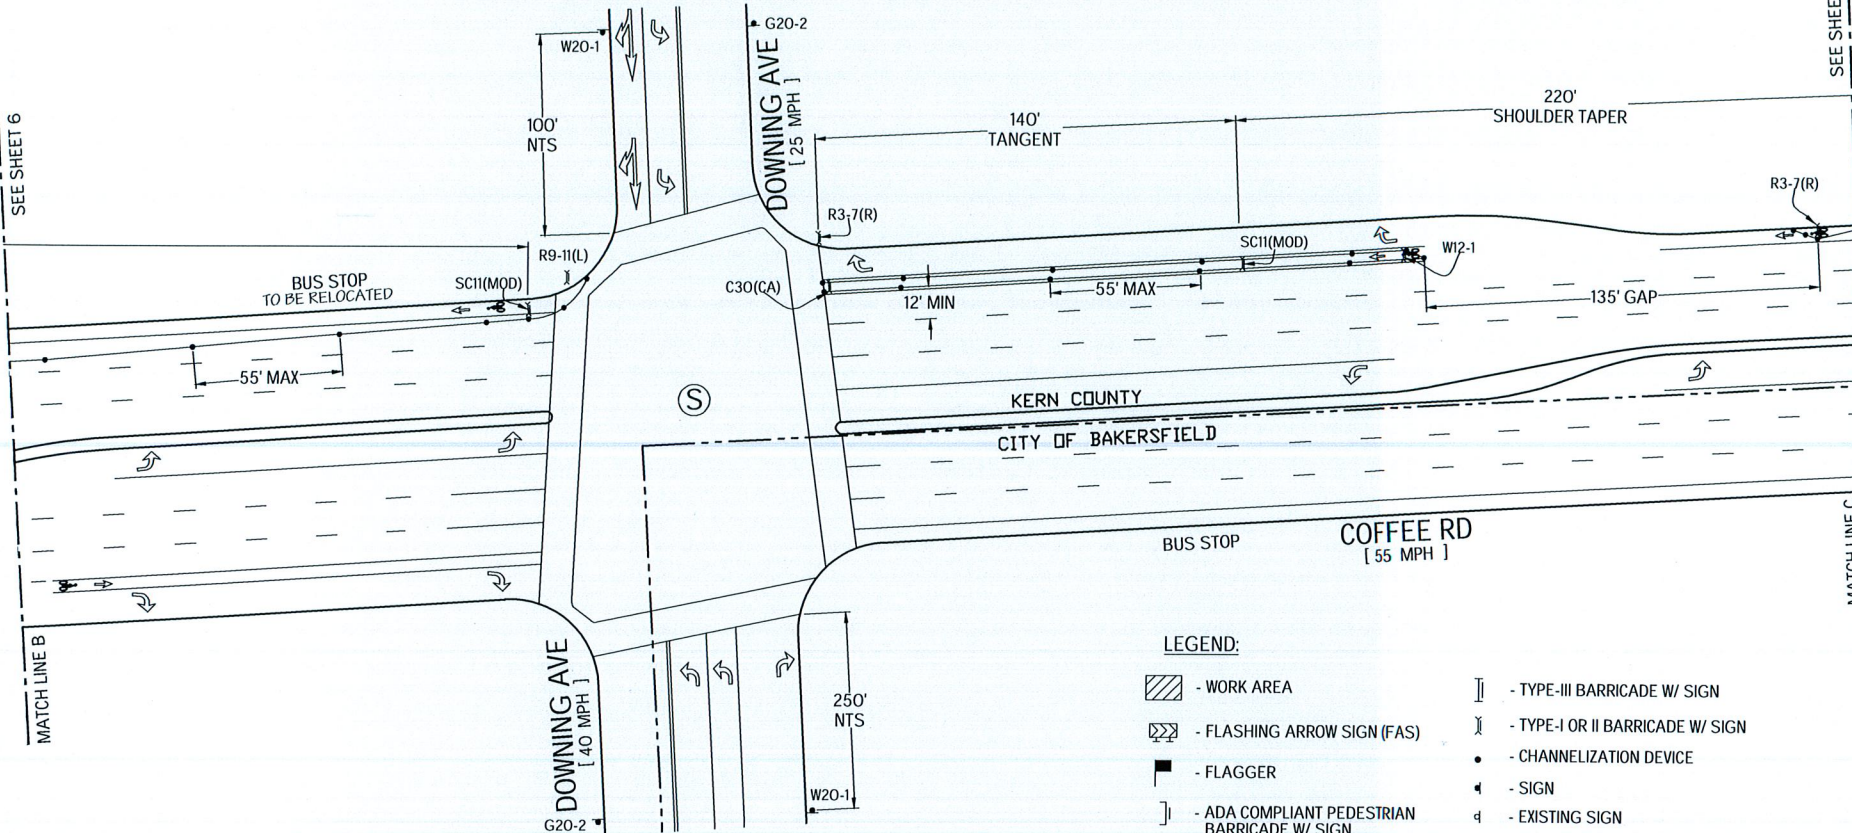 G20-2
W20-1
DOWNING AVE
[ 25 MPH ]
100'
NTS
140'
TANGENT
220'
SHOULDER TAPER
SEE SHEET 6
SEE SHEE
R3-7(R)
R3-7(R)
R9-11(L)
SC11(MOD)
BUS STOP
TO BE RELOCATED
SC11(MOD)
W12-1
C30(CA)
12' MIN
55' MAX
135' GAP
55' MAX
S
KERN COUNTY
CITY OF BAKERSFIELD
COFFEE RD
[ 55 MPH ]
BUS STOP
MATCH LINE B
MATCH LINE C
DOWNING AVE
[ 40 MPH ]
250'
NTS
W20-1
G20-2
LEGEND:
- WORK AREA
- FLASHING ARROW SIGN (FAS)
- FLAGGER
- ADA COMPLIANT PEDESTRIAN
BARRICADE W/ SIGN
- TYPE-III BARRICADE W/ SIGN
- TYPE-I OR II BARRICADE W/ SIGN
- CHANNELIZATION DEVICE
- SIGN
- EXISTING SIGN